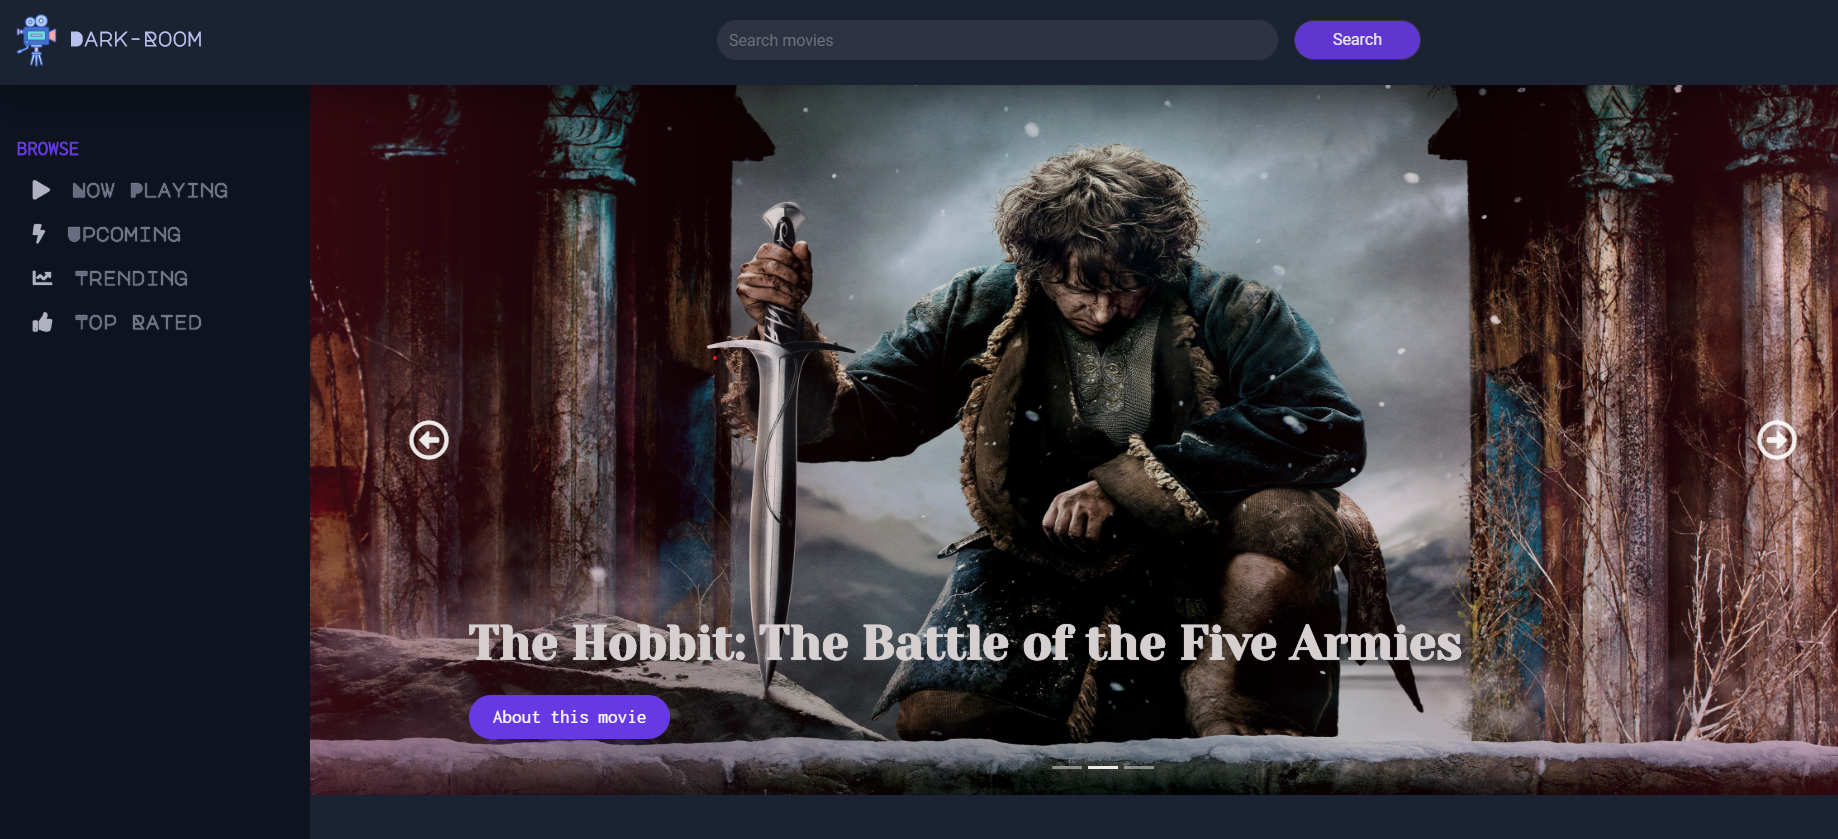 DARK-ROOM
Search movies
Search
BROWSE
NOW PLAYING
UPCOMING
TRENDING
TOP RATED
The Hobbit: The Battle of the Five Armies
About this movie